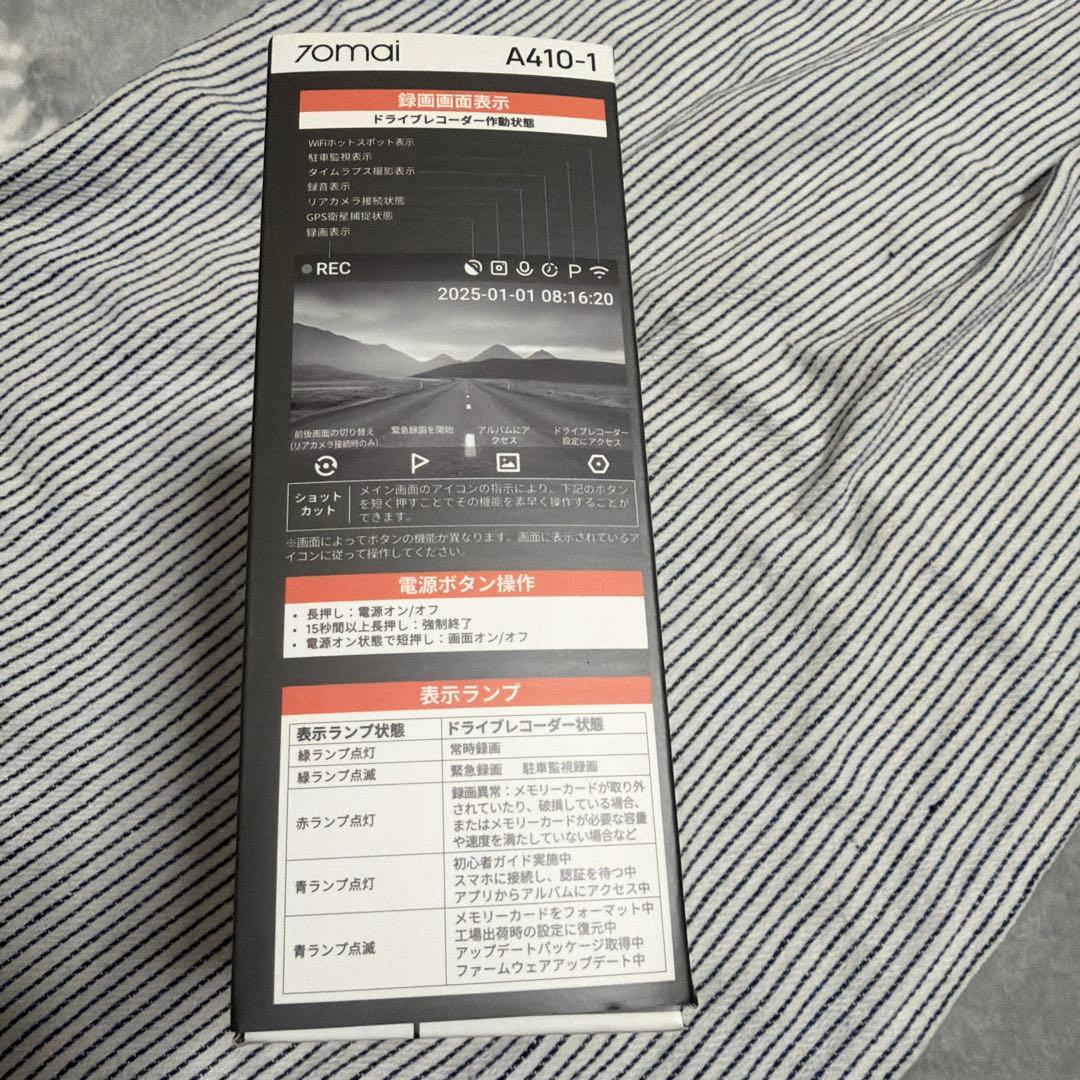 70mai
A410-1
録画画面表示
ドライブレコーダー作動状態
WiFiホットスポット表示
駐車監視表示
タイムラプス撮影表示
録音表示
リアカメラ接続状態
GPS衛星捕捉状態
録画表示
REC
P
2025-01-01 08:16:20
前後画面の切り替え
(リアカメラ接続時のみ)
緊急録画を開始
アルバムにア
クセス
ドライブレコーダー
設定にアクセス
ショット
カット
メイン画面のアイコンの指示により、下記のボタン
を短く押すことでその機能を素早く操作することが
できます。
※画面によってボタンの機能が異なります。画面に表示されているア
イコンに従って操作してください。
電源ボタン操作
• 長押し：電源オン/オフ
• 15秒間以上長押し：強制終了
• 電源オン状態で短押し：画面オン/オフ
表示ランプ
表示ランプ状態 ドライブレコーダー状態
緑ランプ点灯 常時録画
緑ランプ点滅 緊急録画 駐車監視録画
赤ランプ点灯
録画異常：メモリーカードが取り外
されていたり、破損している場合、
またはメモリーカードが必要な容量
や速度を満たしていない場合など
青ランプ点灯
初心者ガイド実施中
スマホに接続し、認証を待つ中
アプリからアルバムにアクセス中
青ランプ点滅
メモリーカードをフォーマット中
工場出荷時の設定に復元中
アップデートパッケージ取得中
ファームウェアアップデート中